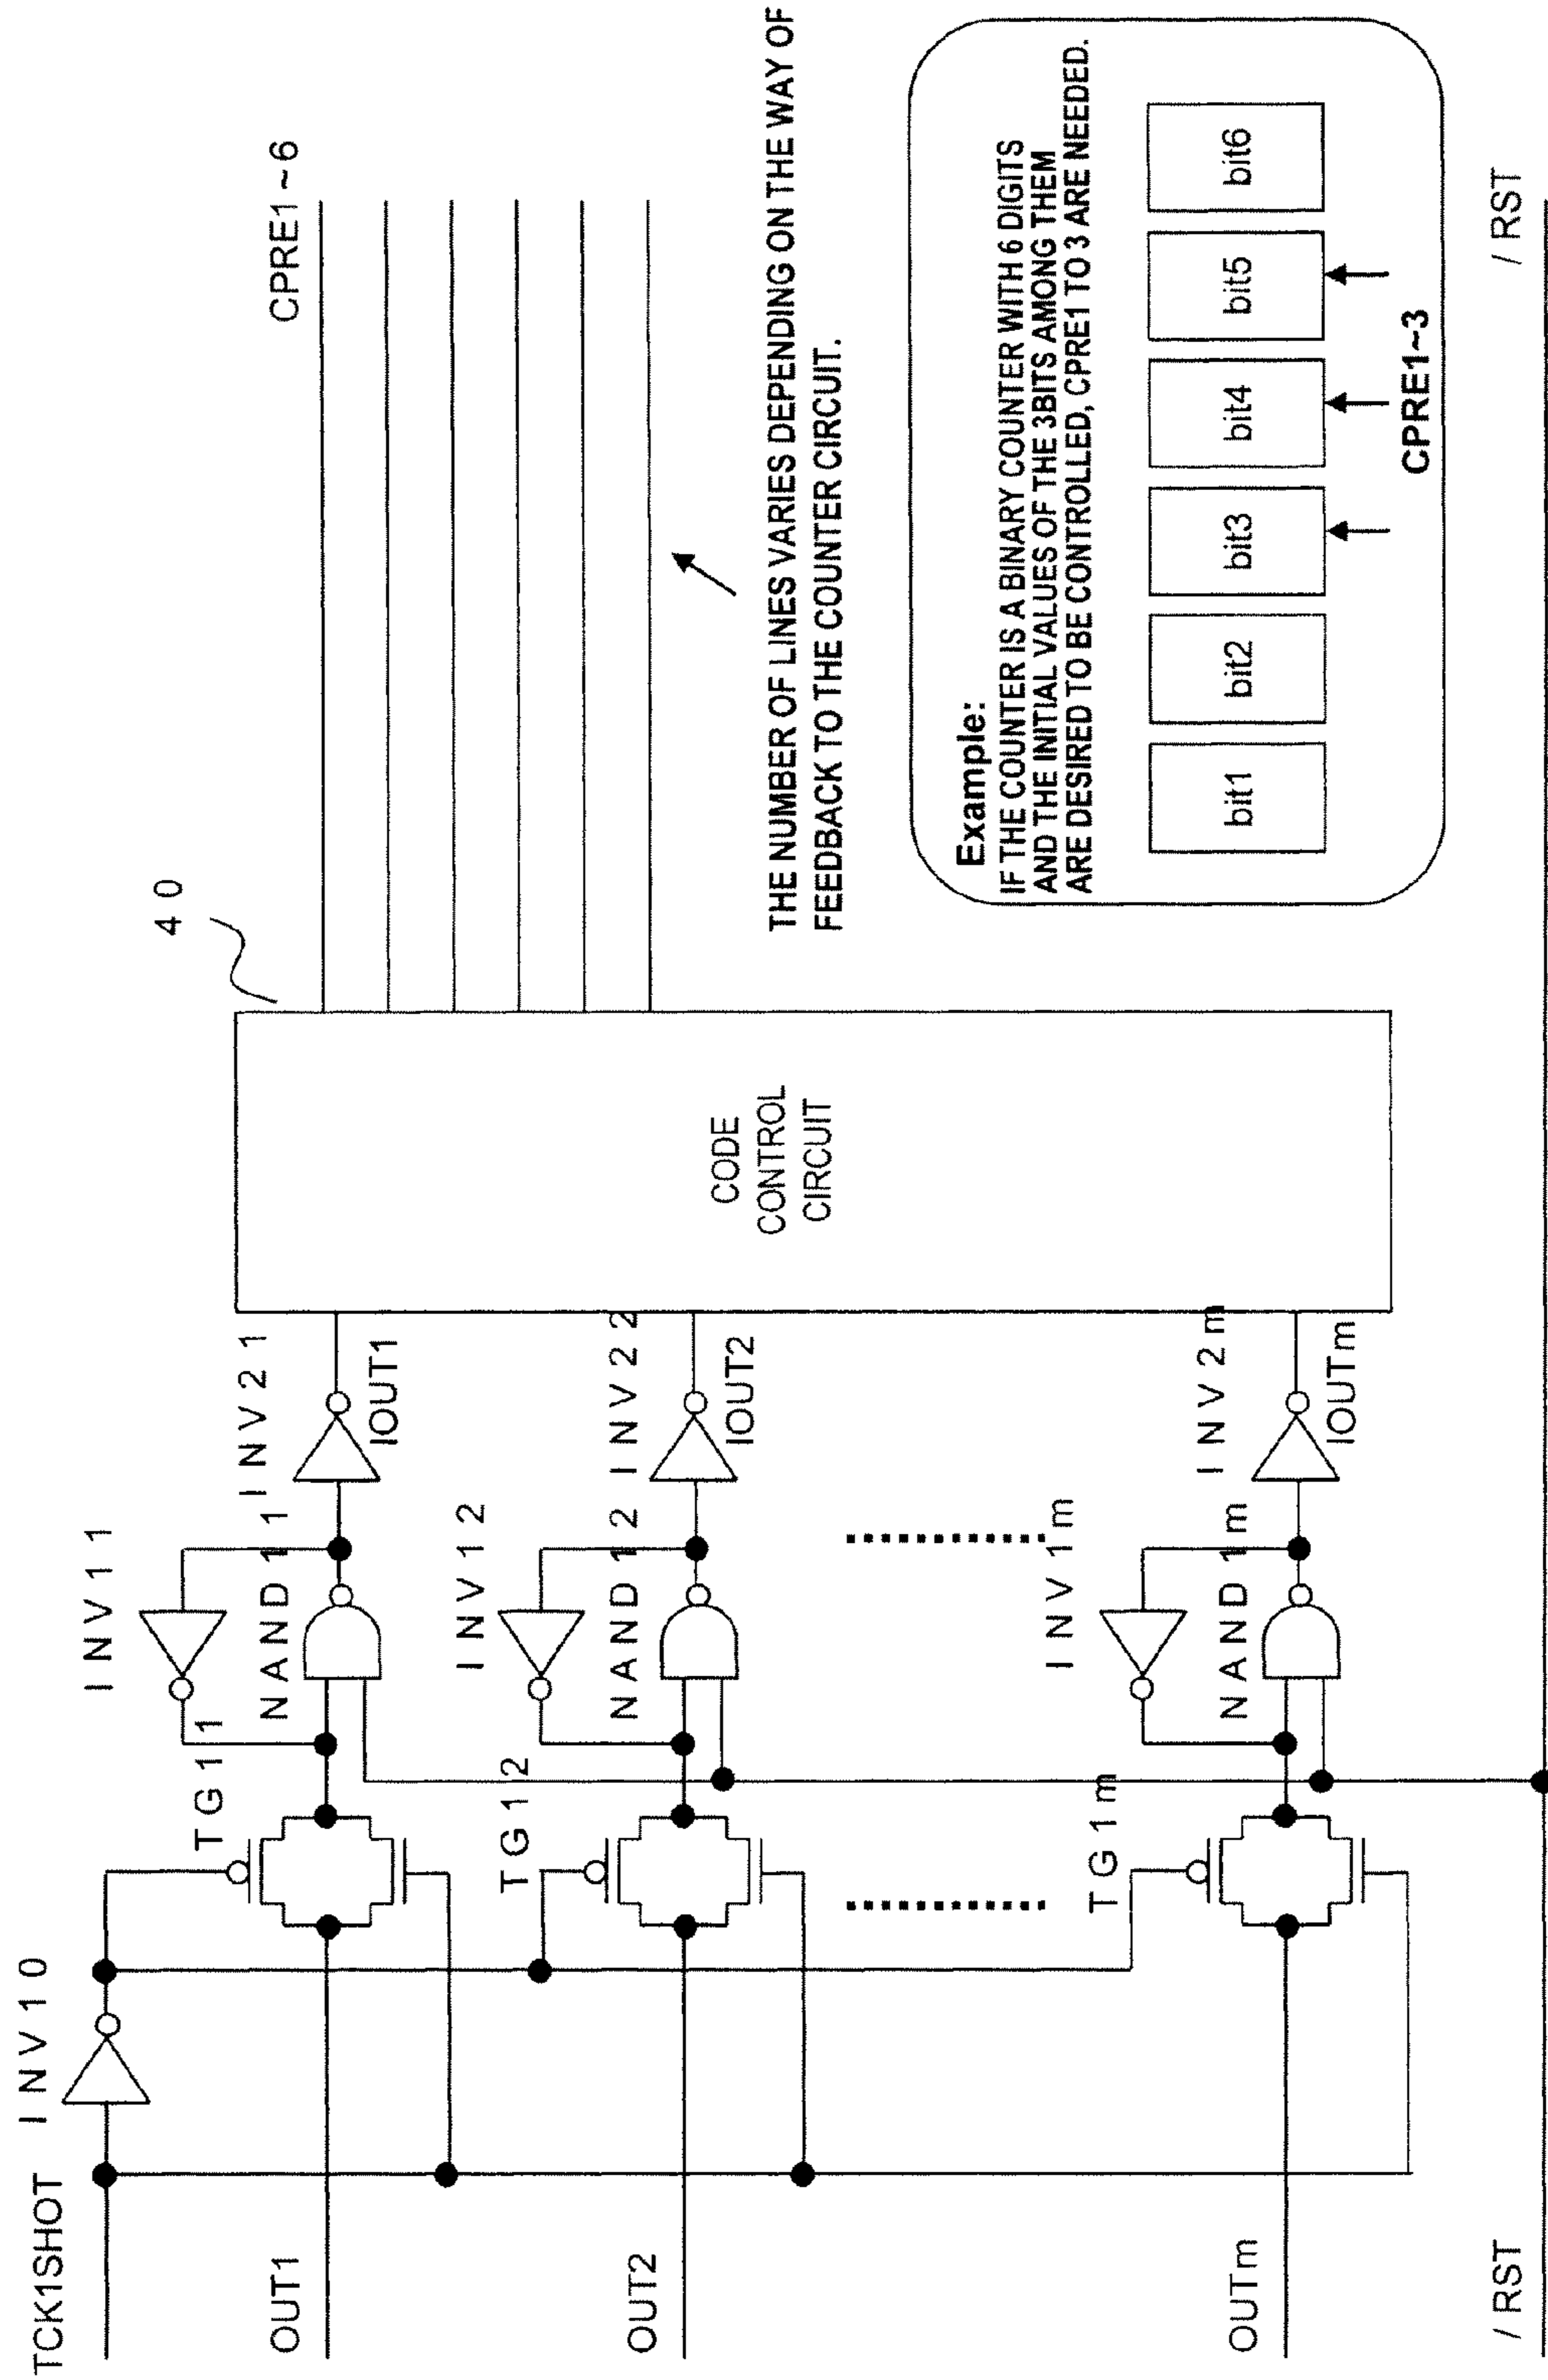 TCK1SHOT
INV10
OUT1
OUT2
OUTm
/RST
TG11
TG12
TG1m
INV11
NAND11
INV12
NAND12
INV1m
NAND1m
INV21
IOUT1
INV22
IOUT2
INV2m
IOUTm
CODE
CONTROL
CIRCUIT
40
CPRE1~6
THE NUMBER OF LINES VARIES DEPENDING ON THE WAY OF
FEEDBACK TO THE COUNTER CIRCUIT.
Example:
IF THE COUNTER IS A BINARY COUNTER WITH 6 DIGITS
AND THE INITIAL VALUES OF THE 3BITS AMONG THEM
ARE DESIRED TO BE CONTROLLED, CPRE1 TO 3 ARE NEEDED.
bit1
bit2
bit3
bit4
bit5
bit6
CPRE1~3
/RST